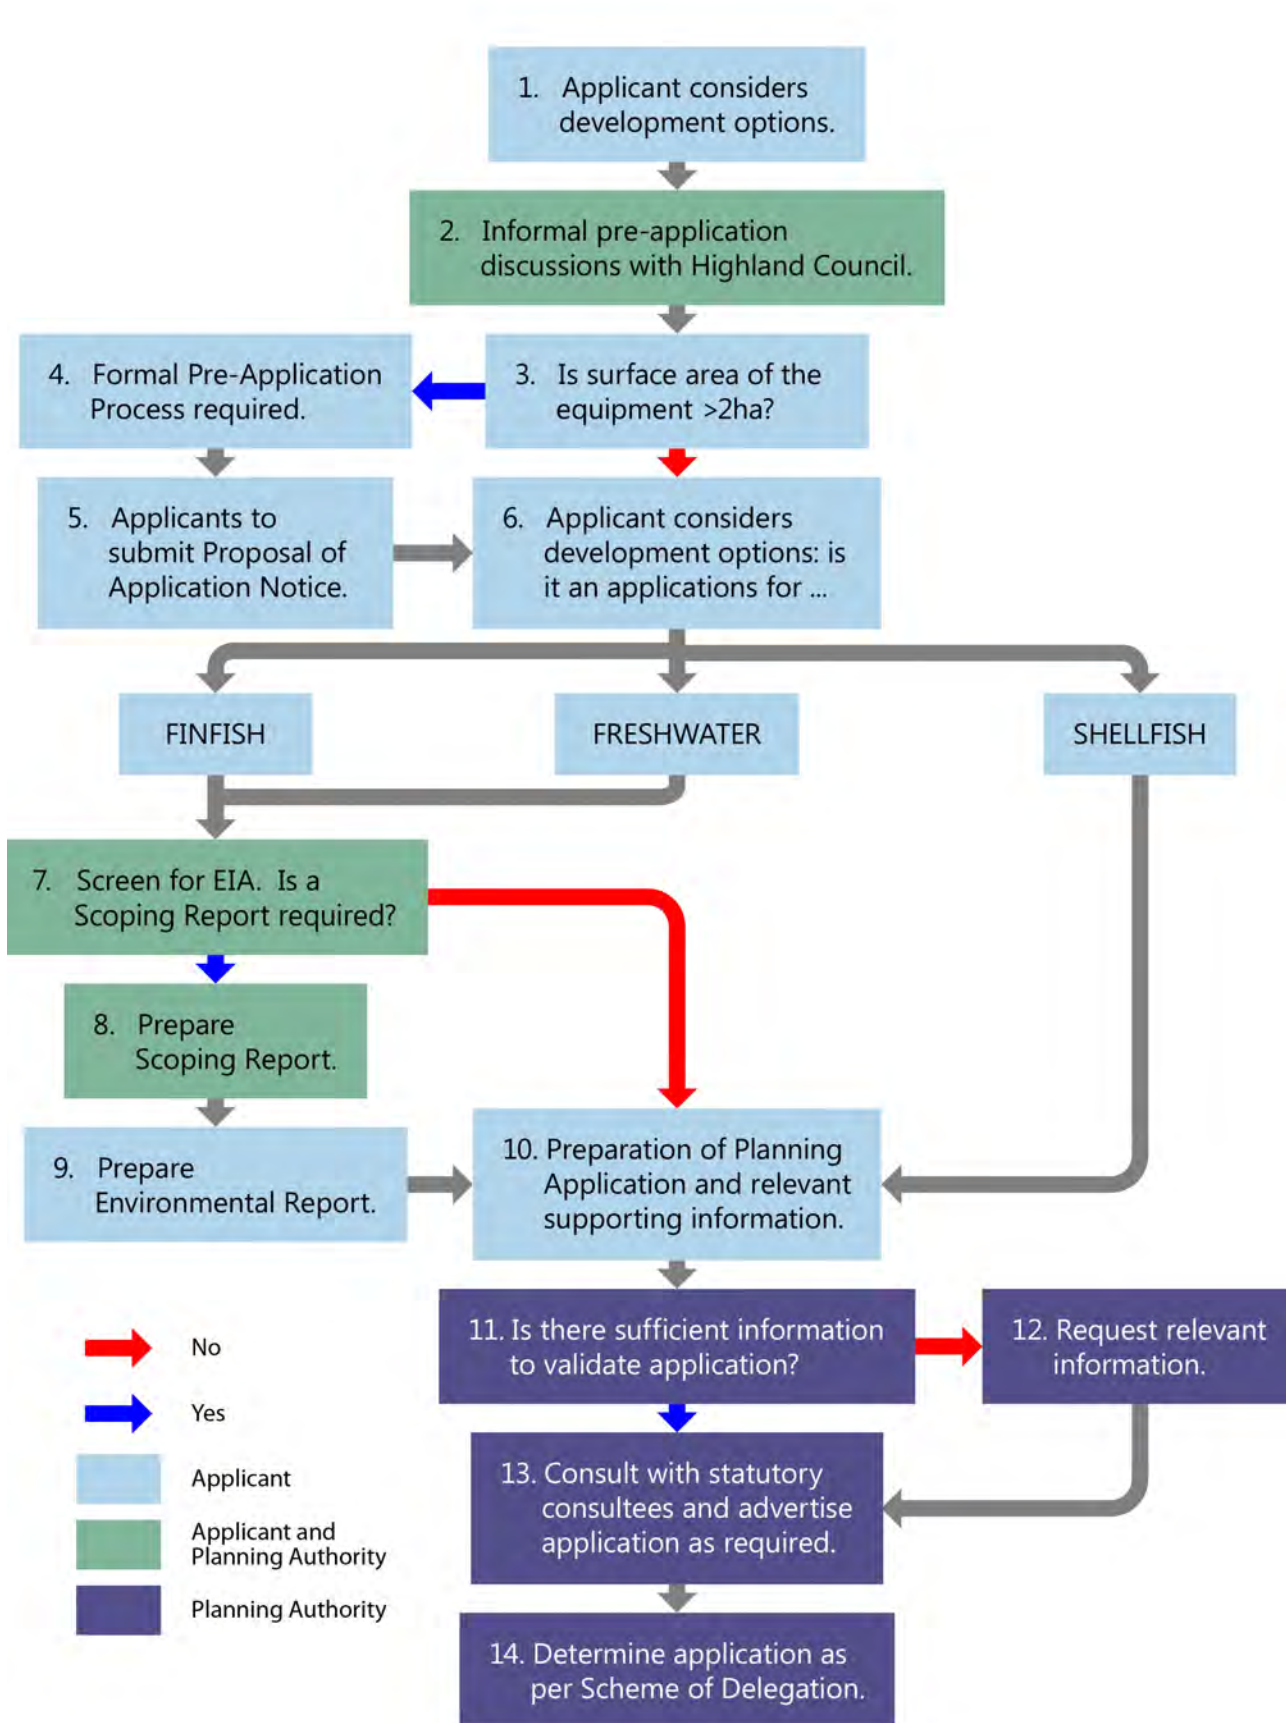 1. Applicant considers
development options.
2. Informal pre-application
discussions with Highland Council.
4. Formal Pre-Application
Process required.
3. Is surface area of the
equipment >2ha?
5. Applicants to
submit Proposal of
Application Notice.
6. Applicant considers
development options: is
it an applications for ...
FINFISH
FRESHWATER
SHELLFISH
7. Screen for EIA. Is a
Scoping Report required?
8. Prepare
Scoping Report.
9. Prepare
Environmental Report.
10. Preparation of Planning
Application and relevant
supporting information.
11. Is there sufficient information
to validate application?
12. Request relevant
information.
13. Consult with statutory
consultees and advertise
application as required.
14. Determine application as
per Scheme of Delegation.
No
Yes
Applicant
Applicant and
Planning Authority
Planning Authority